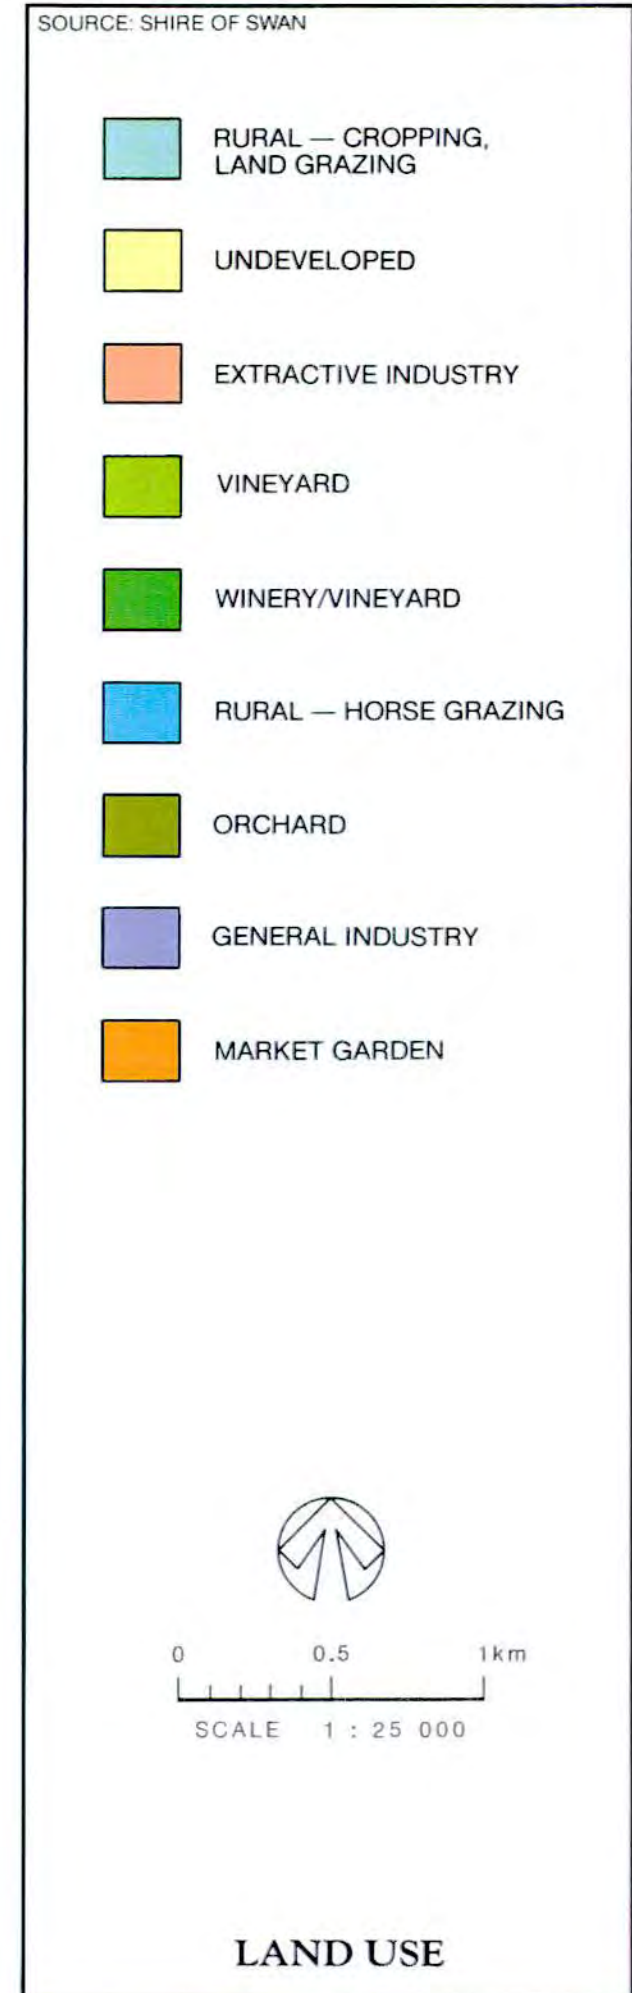 SOURCE: SHIRE OF SWAN
RURAL — CROPPING,
LAND GRAZING
UNDEVELOPED
EXTRACTIVE INDUSTRY
VINEYARD
WINERY/VINEYARD
RURAL — HORSE GRAZING
ORCHARD
GENERAL INDUSTRY
MARKET GARDEN
0 0.5 1km
SCALE 1 : 25 000
LAND USE